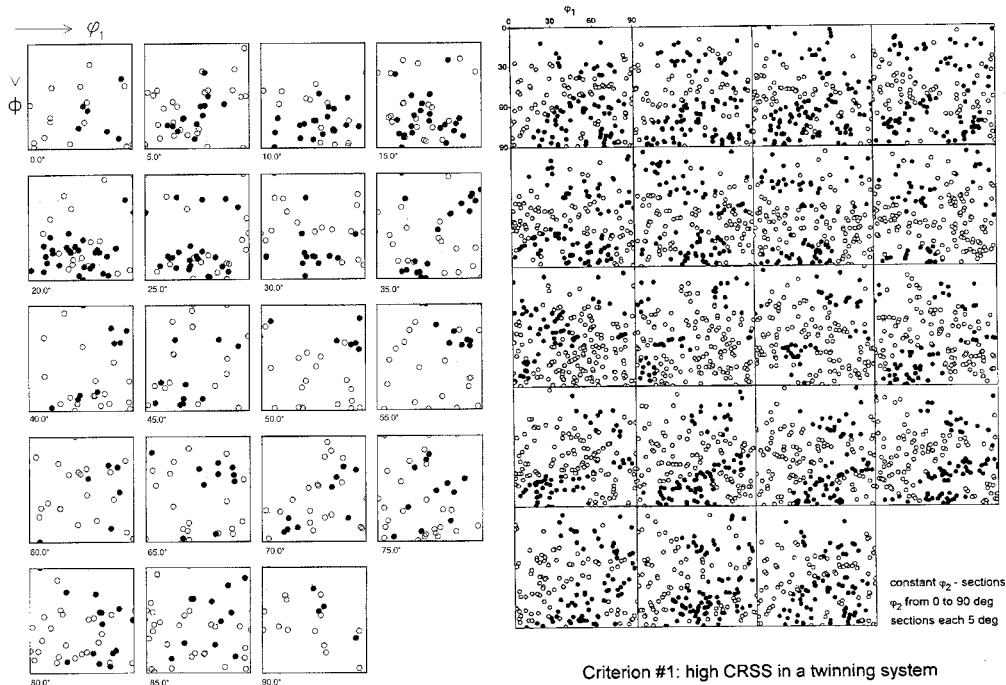 φ1
Φ
0.0°
5.0°
10.0°
15.0°
20.0°
25.0°
30.0°
35.0°
40.0°
45.0°
50.0°
55.0°
60.0°
65.0°
70.0°
75.0°
80.0°
85.0°
90.0°
φ1
0 30 60 90
0
30
60
90
constant φ2 - sections
φ2 from 0 to 90 deg
sections each 5 deg
Criterion #1: high CRSS in a twinning system